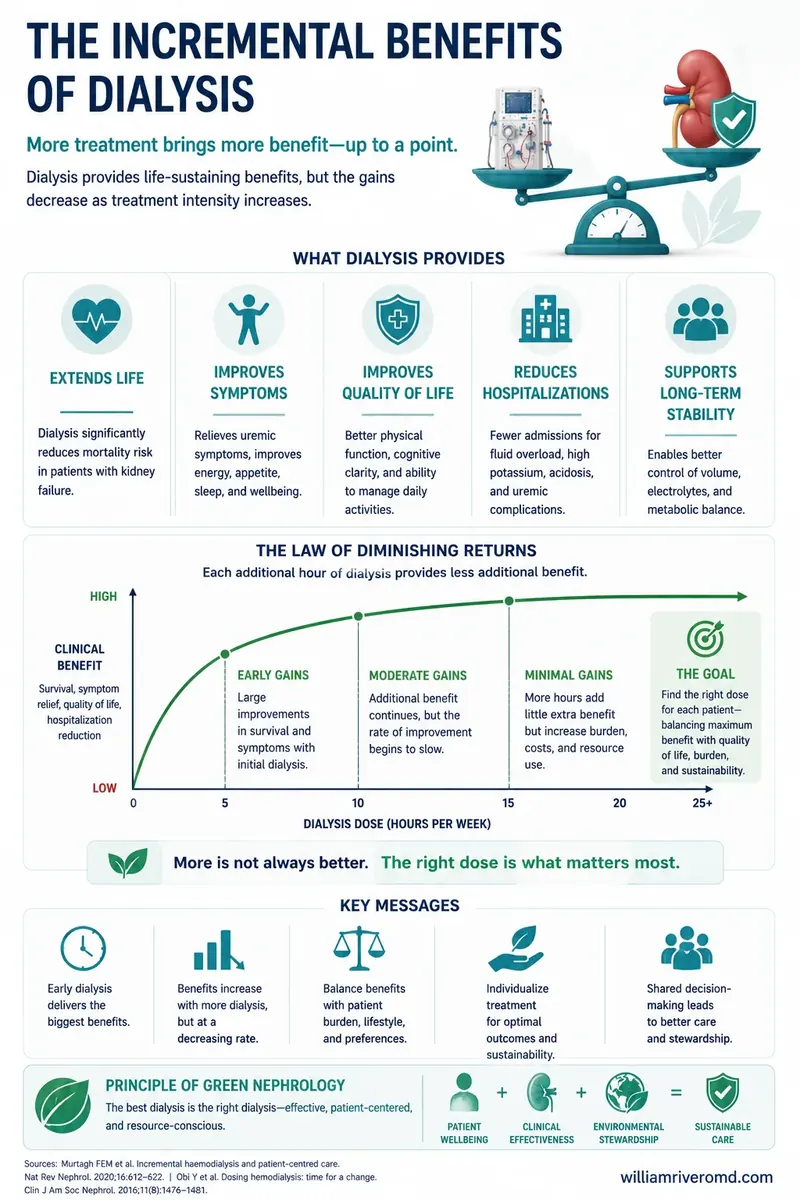 THE INCREMENTAL BENEFITS
OF DIALYSIS
More treatment brings more benefit—up to a point.
Dialysis provides life-sustaining benefits, but the gains
decrease as treatment intensity increases.
WHAT DIALYSIS PROVIDES
EXTENDS LIFE
Dialysis significantly
reduces mortality risk
in patients with kidney
failure.
IMPROVES
SYMPTOMS
Relieves uremic
symptoms, improves
energy, appetite,
sleep, and wellbeing.
IMPROVES
QUALITY OF LIFE
Better physical
function, cognitive
clarity, and ability
to manage daily
activities.
REDUCES
HOSPITALIZATIONS
Fewer admissions for
fluid overload, high
potassium, acidosis,
and uremic
complications.
SUPPORTS
LONG-TERM
STABILITY
Enables better
control of volume,
electrolytes, and
metabolic balance.
THE LAW OF DIMINISHING RETURNS
Each additional hour of dialysis provides less additional benefit.
HIGH
CLINICAL
BENEFIT
Survival, symptom
relief, quality of life,
hospitalization
reduction
LOW
EARLY GAINS
Large
improvements
in survival and
symptoms with
initial dialysis.
MODERATE GAINS
Additional benefit
continues, but the
rate of improvement
begins to slow.
MINIMAL GAINS
More hours add
little extra benefit
but increase burden,
costs, and resource
use.
THE GOAL
Find the right dose
for each patient—
balancing maximum
benefit with quality
of life, burden,
and sustainability.
0 5 10 15 20 25+
DIALYSIS DOSE (HOURS PER WEEK)
More is not always better. The right dose is what matters most.
KEY MESSAGES
Early dialysis
delivers the
biggest benefits.
Benefits increase
with more dialysis,
but at a
decreasing rate.
Balance benefits
with patient
burden, lifestyle,
and preferences.
Individualize
treatment
for optimal
outcomes and
sustainability.
Shared decision-
making leads
to better care
and stewardship.
PRINCIPLE OF GREEN NEPHROLOGY
The best dialysis is the right dialysis—effective, patient-centered,
and resource-conscious.
PATIENT
WELLBEING
+
CLINICAL
EFFECTIVENESS
+
ENVIRONMENTAL
STEWARDSHIP
=
SUSTAINABLE
CARE
Sources: Murtagh FEM et al. Incremental haemodialysis and patient-centred care.
Nat Rev Nephrol. 2020;16:612–622. | Obi Y et al. Dosing hemodialysis: time for a change.
Clin J Am Soc Nephrol. 2016;11(8):1476–1481.
williamriveromd.com